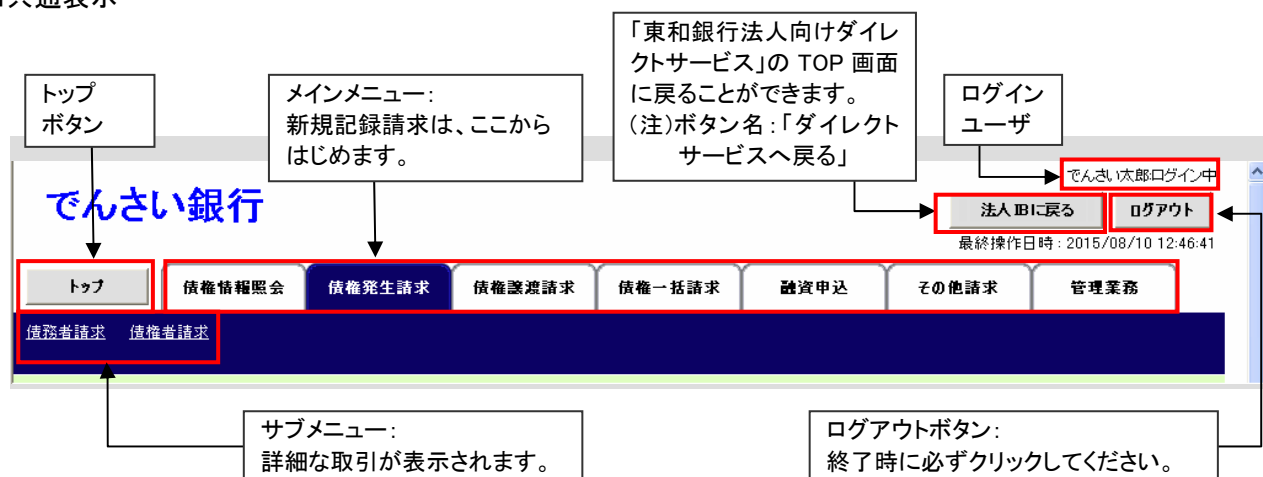 共通表示
「東和銀行法人向けダイレ
クトサービス」の TOP 画面
に戻ることができます。
(注)ボタン名:「ダイレクト
サービスへ戻る」
トップ
ボタン
メインメニュー:
新規記録請求は、ここから
はじめます。
ログイン
ユーザ
でんさい太郎ログイン中
でんさい銀行
法人IBに戻る
ログアウト
最終操作日時:2015/08/10 12:46:41
トップ
債権情報照会
債権発生請求
債権譲渡請求
債権一括請求
融資申込
その他請求
管理業務
債務者請求
債権者請求
サブメニュー:
詳細な取引が表示されます。
ログアウトボタン:
終了時に必ずクリックしてください。